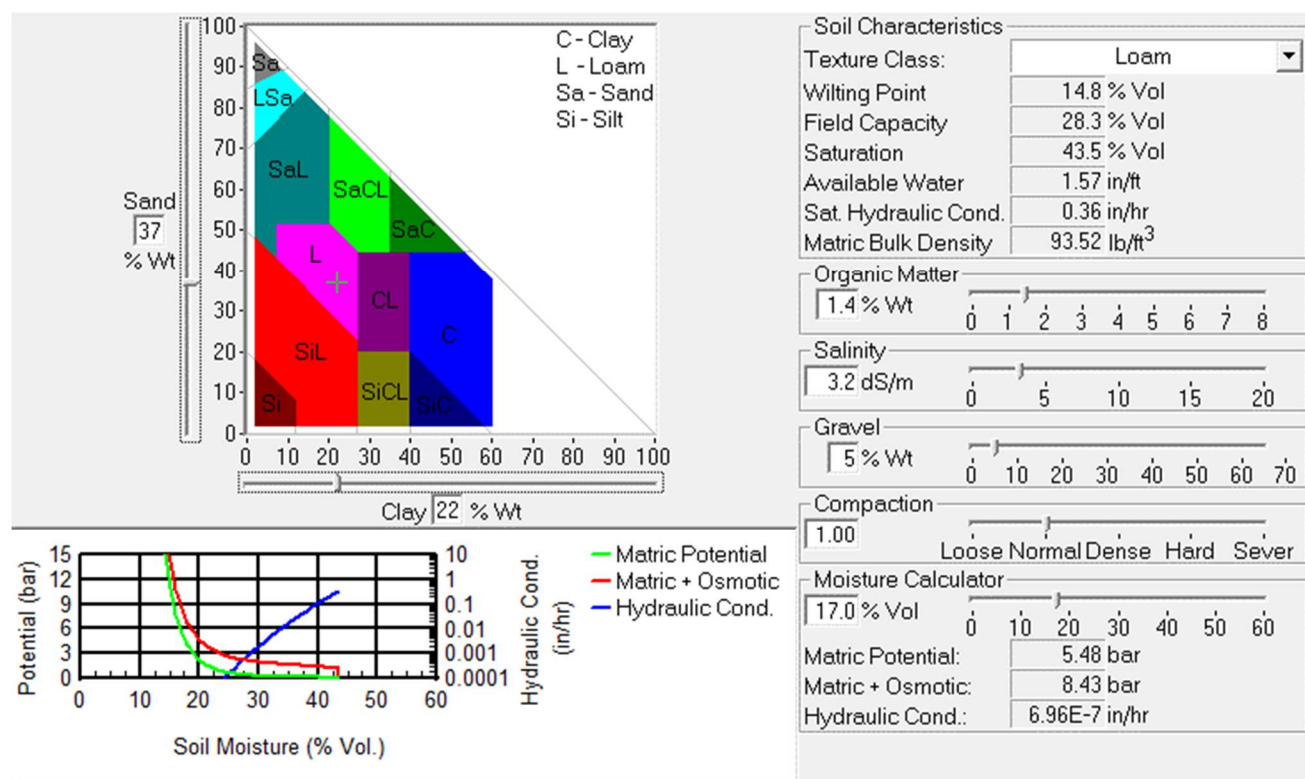 100
90
80
70
60
50
40
30
20
10
0
C - Clay
L - Loam
Sa - Sand
Si - Silt
Sa
LSa
SaL
SaCL
SaC
L
CL
C
SiL
SiCL
SiC
Si
Sand
37
% Wt
0 10 20 30 40 50 60 70 80 90 100
Clay 22 % Wt
Soil Characteristics
Texture Class: Loam
Wilting Point 14.8 % Vol
Field Capacity 28.3 % Vol
Saturation 43.5 % Vol
Available Water 1.57 in/ft
Sat. Hydraulic Cond. 0.36 in/hr
Matric Bulk Density 93.52 lb/ft3
Organic Matter
1.4 % Wt
0 1 2 3 4 5 6 7 8
Salinity
3.2 dS/m
0 5 10 15 20
Gravel
5 % Wt
0 10 20 30 40 50 60 70
Compaction
1.00
Loose Normal Dense Hard Sever
Moisture Calculator
17.0 % Vol
0 10 20 30 40 50 60
Matric Potential: 5.48 bar
Matric + Osmotic: 8.43 bar
Hydraulic Cond.: 6.96E-7 in/hr
Potential (bar)
15
12
9
6
3
0
10
1
0.1
0.01
0.001
0.0001
Hydraulic Cond.
(in/hr)
0 10 20 30 40 50 60
Soil Moisture (% Vol.)
Matric Potential
Matric + Osmotic
Hydraulic Cond.